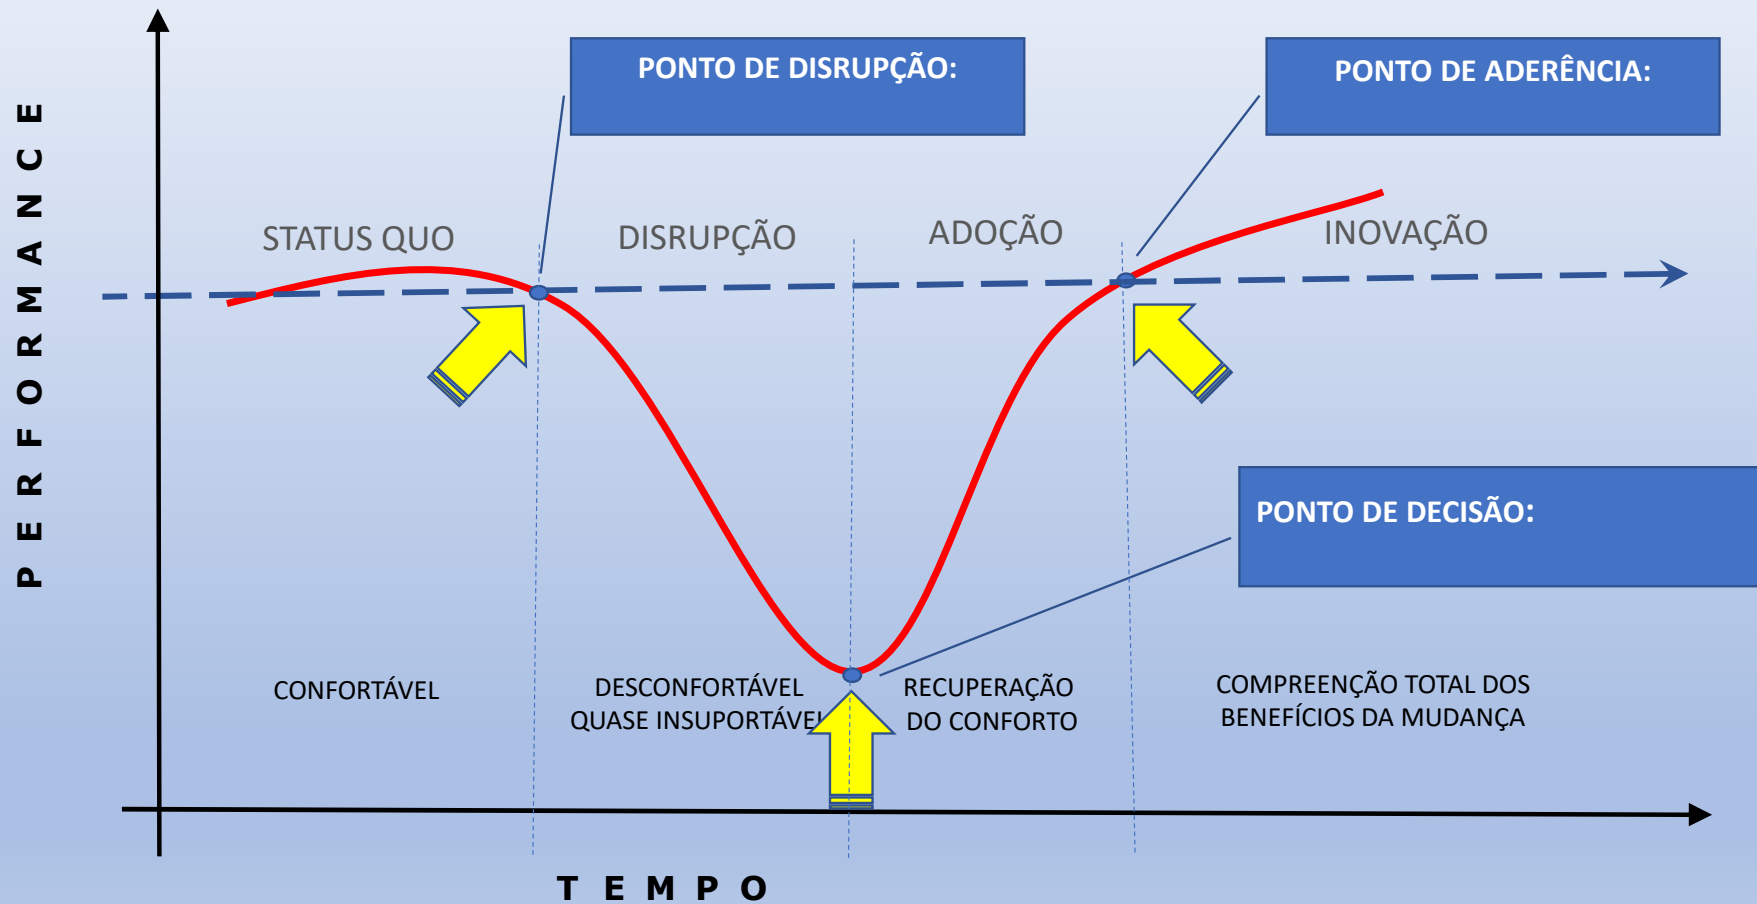 PERFORMANCE
PONTO DE DISRUPÇÃO:
PONTO DE ADERÊNCIA:
STATUS QUO
DISRUPÇÃO
ADOÇÃO
INOVAÇÃO
PONTO DE DECISÃO:
CONFORTÁVEL
DESCONFORTÁVEL
QUASE INSUPORTÁVEL
RECUPERAÇÃO
DO CONFORTO
COMPREENÇÃO TOTAL DOS
BENEFÍCIOS DA MUDANÇA
TEMPO